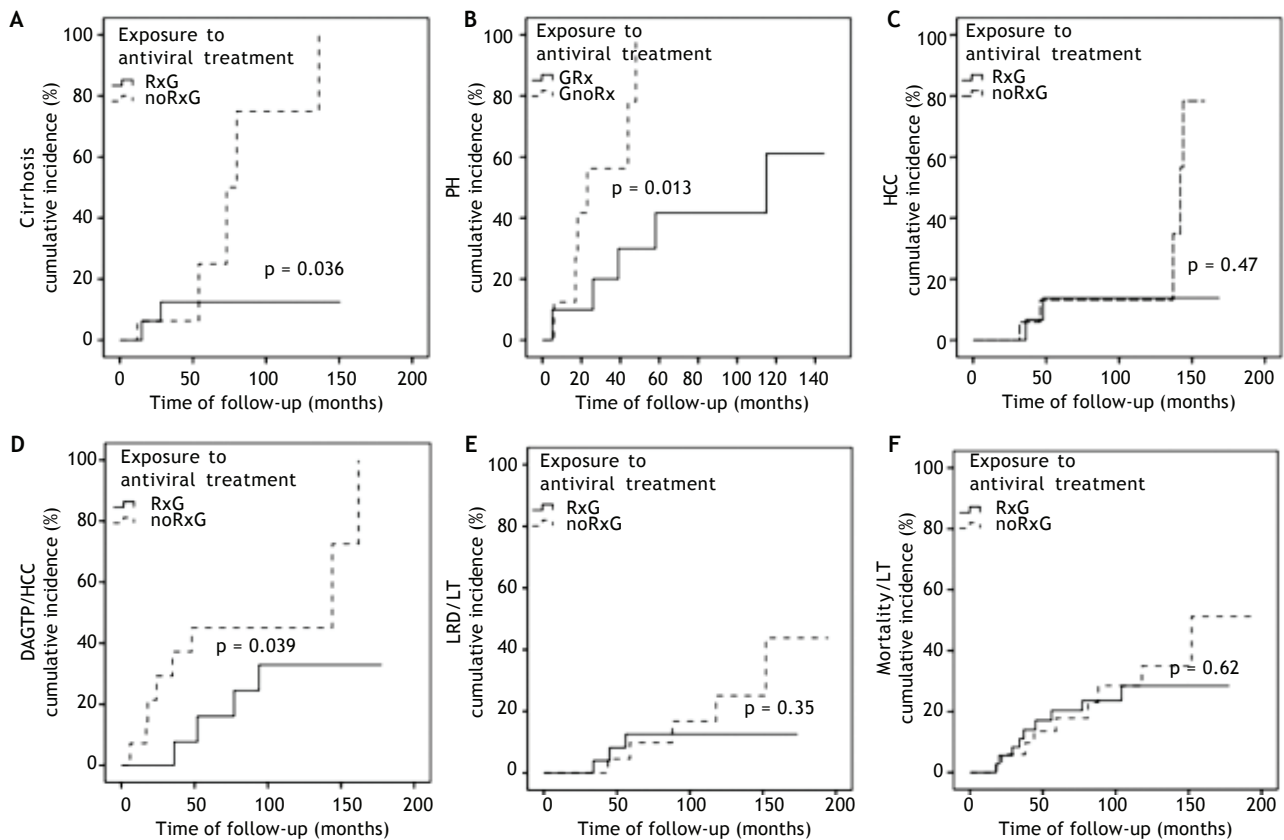 A
Exposure to
antiviral treatment
RxG
noRxG
Cirrhosis
cumulative incidence (%)
100
80
60
40
20
0
p = 0.036
0 50 100 150 200
Time of follow-up (months)
B
Exposure to
antiviral treatment
GRx
GnoRx
PH
cumulative incidence (%)
100
80
60
40
20
0
p = 0.013
0 20 40 60 80 100 120 140
Time of follow-up (months)
C
Exposure to
antiviral treatment
RxG
noRxG
HCC
cumulative incidence (%)
100
80
60
40
20
0
p = 0.47
0 50 100 150 200
Time of follow-up (months)
D
Exposure to
antiviral treatment
RxG
noRxG
DAGTP/HCC
cumulative incidence (%)
100
80
60
40
20
0
p = 0.039
0 50 100 150 200
Time of follow-up (months)
E
Exposure to
antiviral treatment
RxG
noRxG
LRD/LT
cumulative incidence (%)
100
80
60
40
20
0
p = 0.35
0 50 100 150 200
Time of follow-up (months)
F
Exposure to
antiviral treatment
RxG
noRxG
Mortality/LT
cumulative incidence (%)
100
80
60
40
20
0
p = 0.62
0 50 100 150 200
Time of follow-up (months)